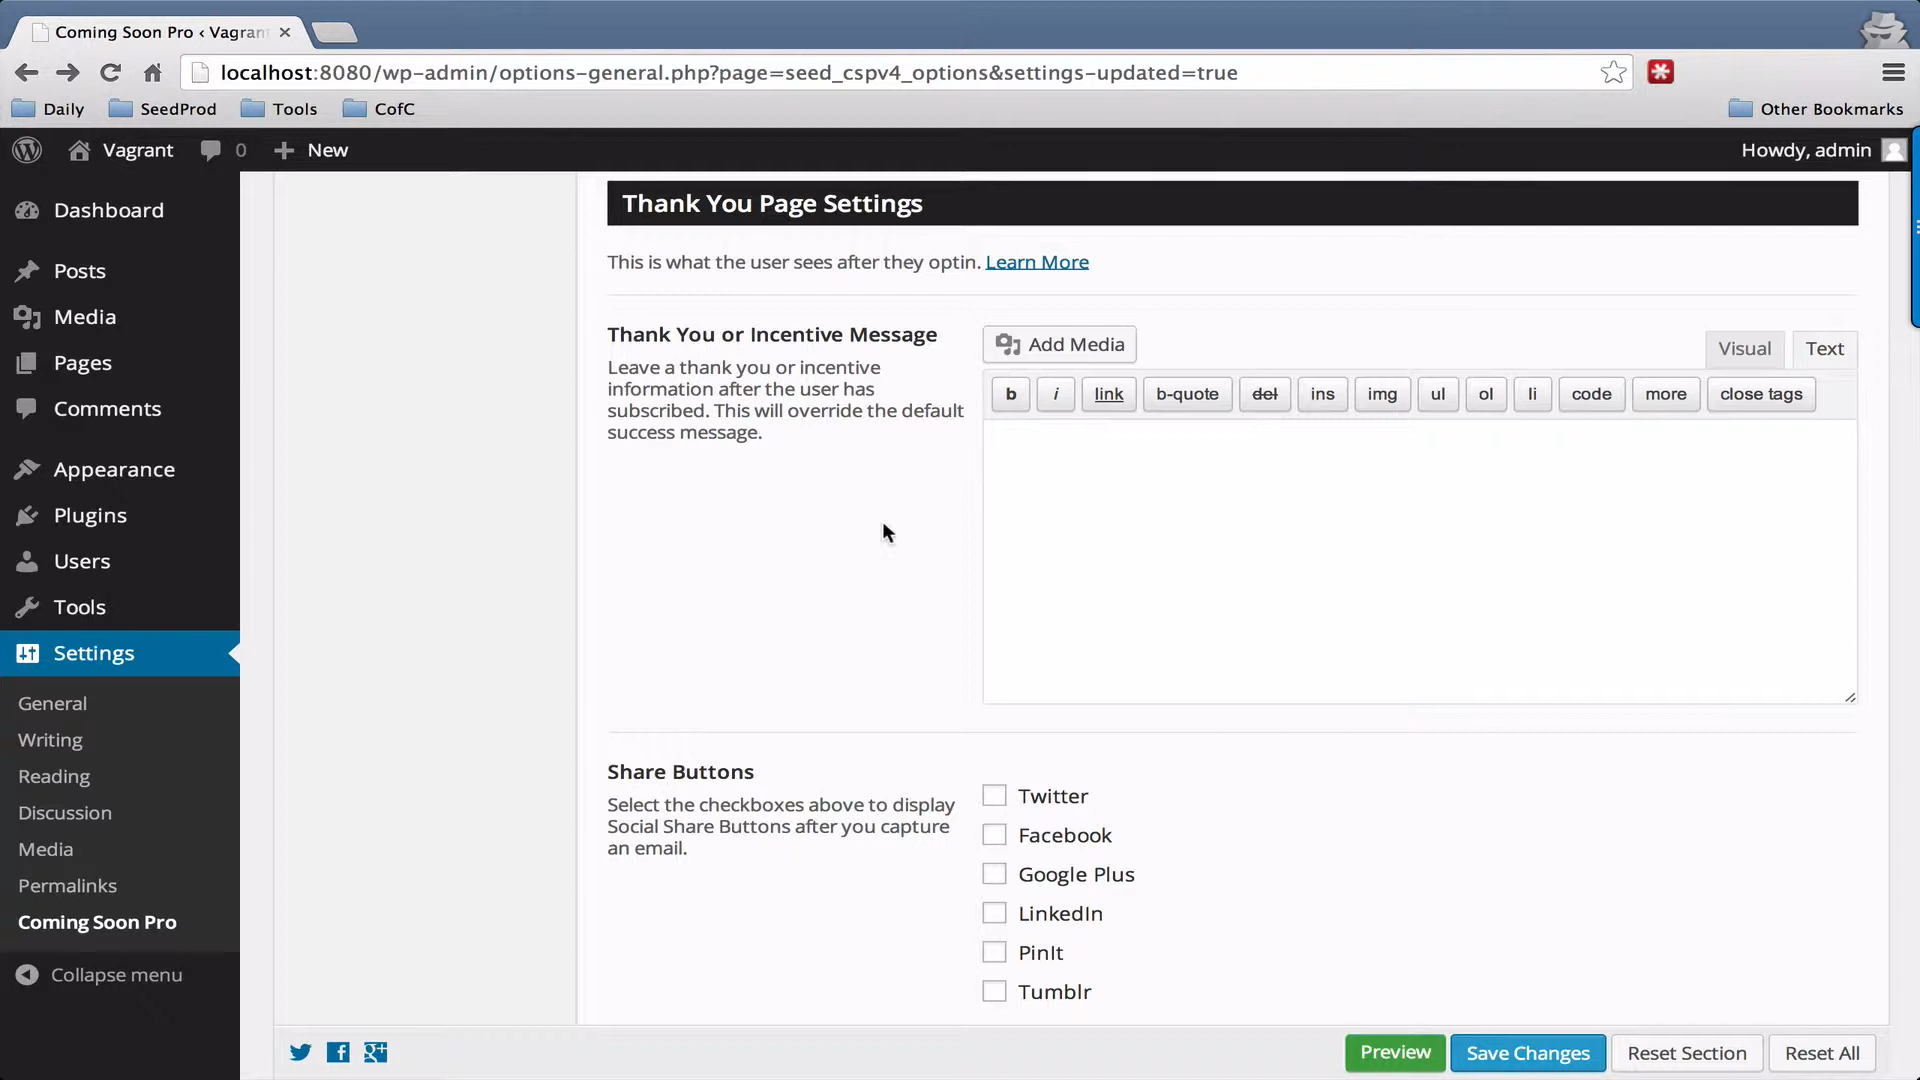 Coming Soon Pro ‹ Vagran
localhost:8080/wp-admin/options-general.php?page=seed_cspv4_options&settings-updated=true
Daily SeedProd Tools CofC Other Bookmarks
Vagrant 0 New Howdy, admin
Dashboard
Posts
Media
Pages
Comments
Appearance
Plugins
Users
Tools
Settings
General
Writing
Reading
Discussion
Media
Permalinks
Coming Soon Pro
Collapse menu
Thank You Page Settings
This is what the user sees after they optin. Learn More
Thank You or Incentive Message
Leave a thank you or incentive
information after the user has
subscribed. This will override the default
success message.
Add Media
Visual Text
b i link b-quote del ins img ul ol li code more close tags
Share Buttons
Select the checkboxes above to display
Social Share Buttons after you capture
an email.
Twitter
Facebook
Google Plus
LinkedIn
PinIt
Tumblr
Preview Save Changes Reset Section Reset All